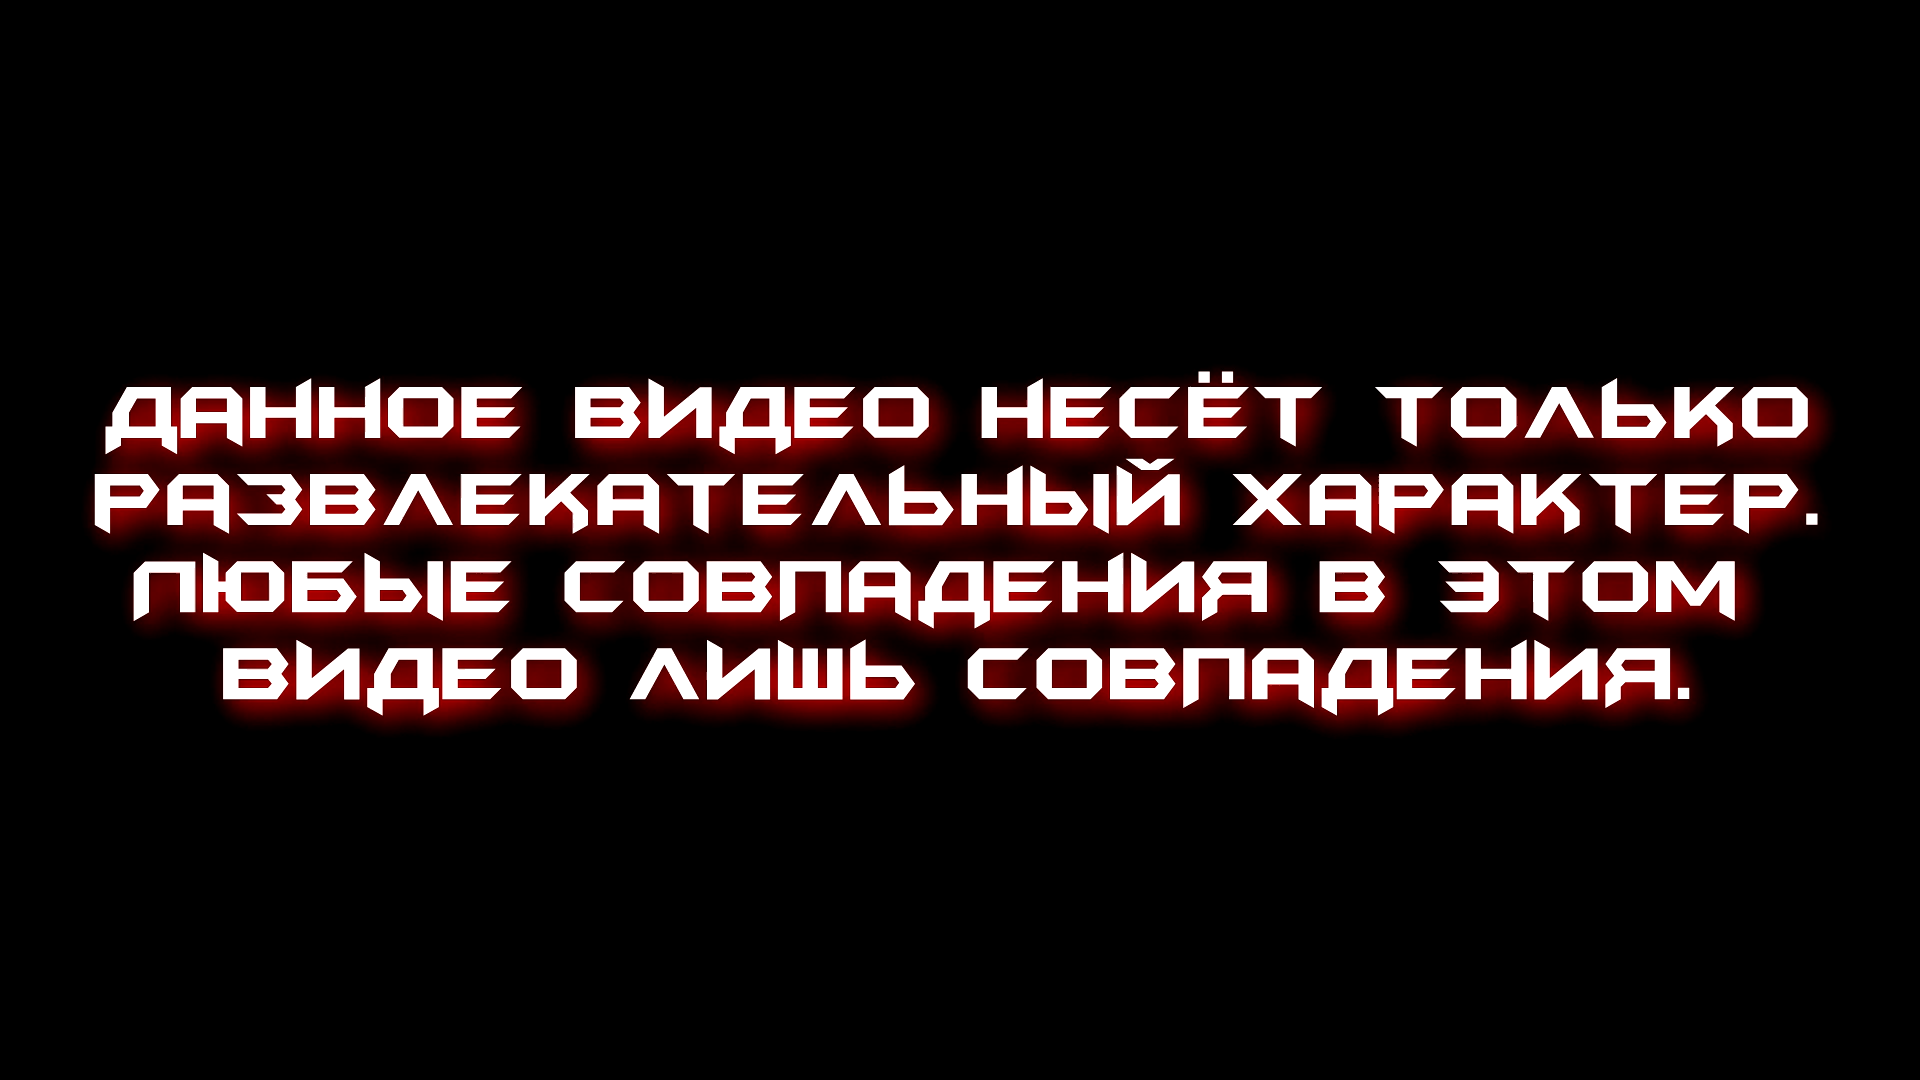 ДАННОЕ ВИДЕО НЕСЁТ ТОЛЬКО
РАЗВЛЕКАТЕЛЬНЫЙ ХАРАКТЕР.
ЛЮБЫЕ СОВПАДЕНИЯ В ЭТОМ
ВИДЕО ЛИШЬ СОВПАДЕНИЯ.